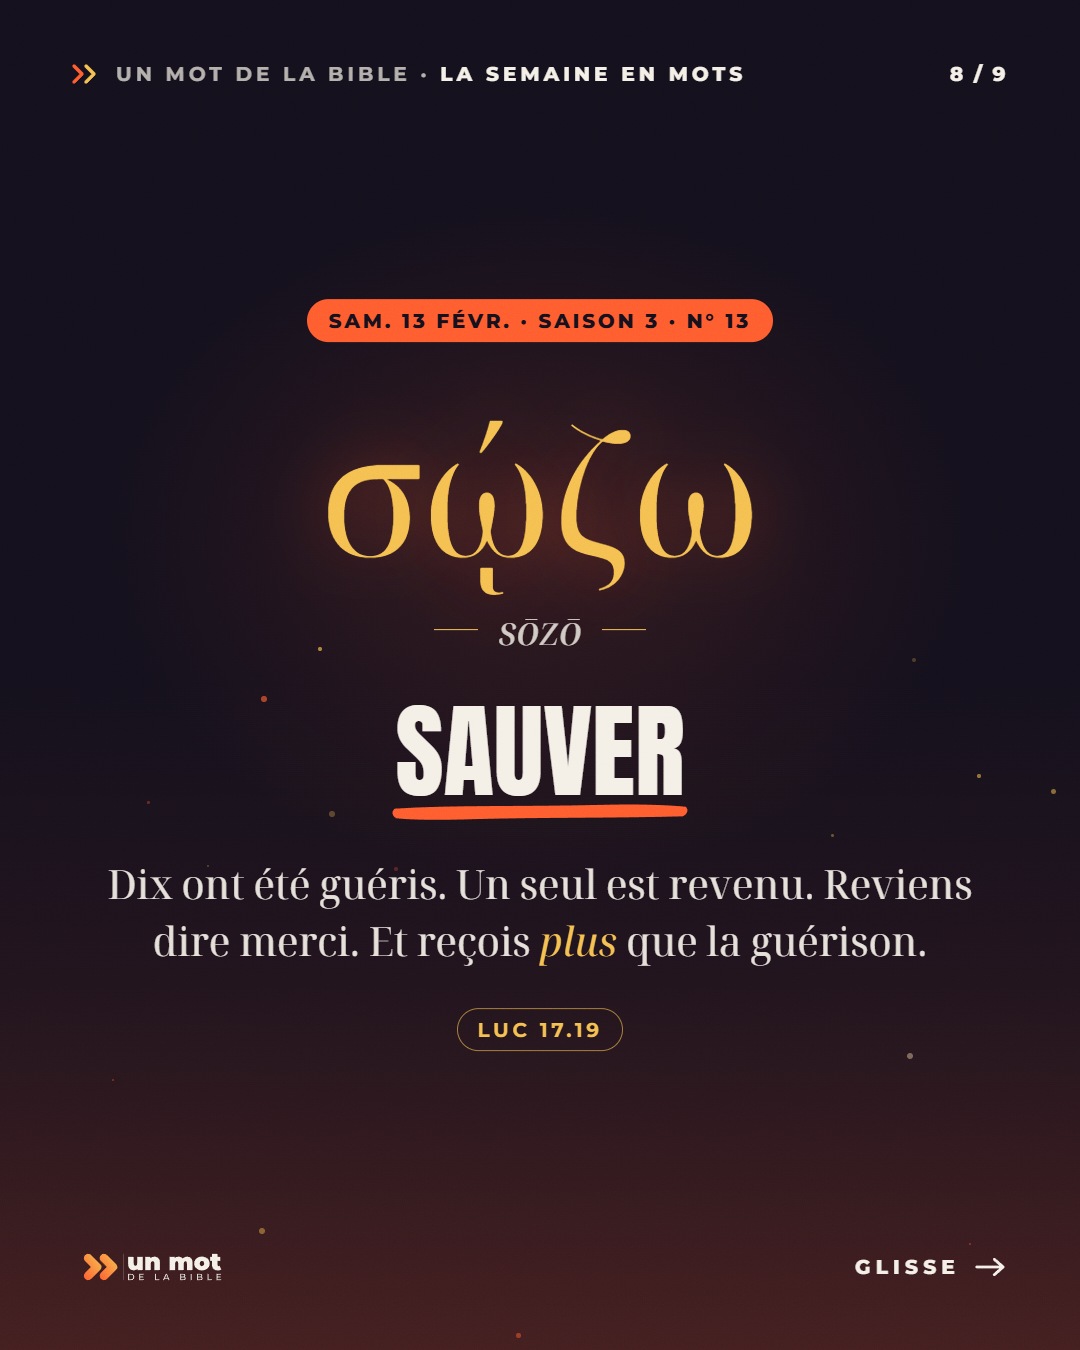 UN MOT DE LA BIBLE · LA SEMAINE EN MOTS
8 / 9
SAM. 13 FÉVR. · SAISON 3 · N° 13
σῴζω
sōzō
SAUVER
Dix ont été guéris. Un seul est revenu. Reviens
dire merci. Et reçois plus que la guérison.
LUC 17.19
un mot
DE LA BIBLE
GLISSE →